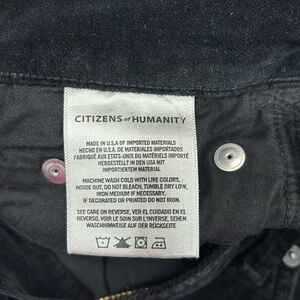 CITIZENS of HUMANITY
MADE IN U.S.A OF IMPORTED MATERIALS
HECHO EN U.S.A. DE MATERIALES IMPORTADOS
FABRIQUÉ AUX ETATS-UNIS DU MATÉRIELS IMPORTÉ
HERGESTELLT IN DEN USA MIT
IMPORTIERTEM MATERIAL
MACHINE WASH COLD WITH LIKE COLORS,
INSIDE OUT, DO NOT BLEACH, TUMBLE DRY LOW,
IRON MEDIUM IF NECESSARY.
IF DECORATED OR PRINTED DO NOT IRON.
SEE CARE ON REVERSE, VER EL CUIDADO EN EL
REVERSO, VOIR LE SOIN SUR L'INVERSE, SEHEN
WASCHHINWEISE AUF DER RÜCKSEITE